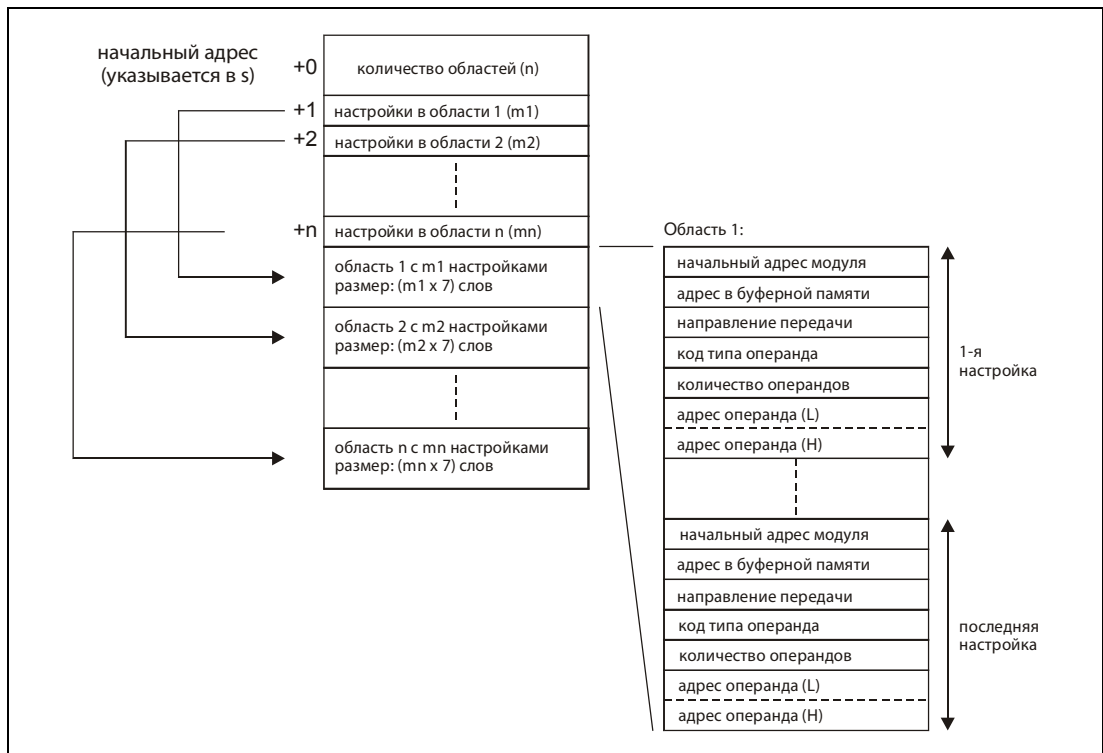 начальный адрес
(указывается в s)
+0
количество областей (n)
+1
настройки в области 1 (m1)
+2
настройки в области 2 (m2)
+n
настройки в области n (mn)
область 1 с m1 настройками
размер: (m1 x 7) слов
область 2 с m2 настройками
размер: (m2 x 7) слов
область n с mn настройками
размер: (mn x 7) слов
Область 1:
начальный адрес модуля
адрес в буферной памяти
направление передачи
код типа операнда
количество операндов
адрес операнда (L)
адрес операнда (H)
1-я
настройка
начальный адрес модуля
адрес в буферной памяти
направление передачи
код типа операнда
количество операндов
адрес операнда (L)
адрес операнда (H)
последняя
настройка